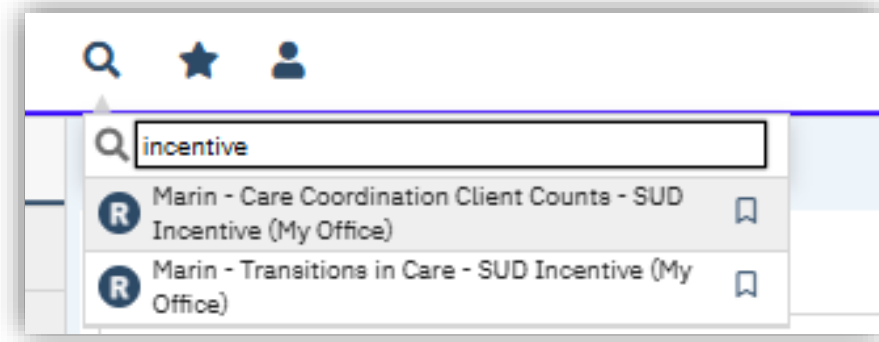 incentive
R Marin - Care Coordination Client Counts - SUD
Incentive (My Office)
R Marin - Transitions in Care - SUD Incentive (My
Office)